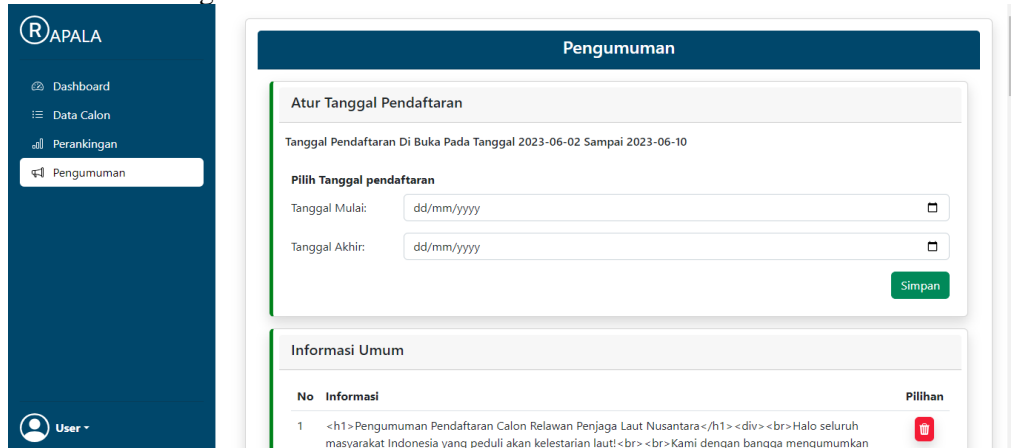 RAPALA
Dashboard
Data Calon
Perankingan
Pengumuman
User
Pengumuman
Atur Tanggal Pendaftaran
Tanggal Pendaftaran Di Buka Pada Tanggal 2023-06-02 Sampai 2023-06-10
Pilih Tanggal pendaftaran
Tanggal Mulai: dd/mm/yyyy
Tanggal Akhir: dd/mm/yyyy
Simpan
Informasi Umum
No Informasi Pilihan
1 <h1>Pengumuman Pendaftaran Calon Relawan Penjaga Laut Nusantara</h1><div><br>Halo seluruh
masyarakat Indonesia yang peduli akan kelestarian laut!<br><br>Kami dengan bangga mengumumkan